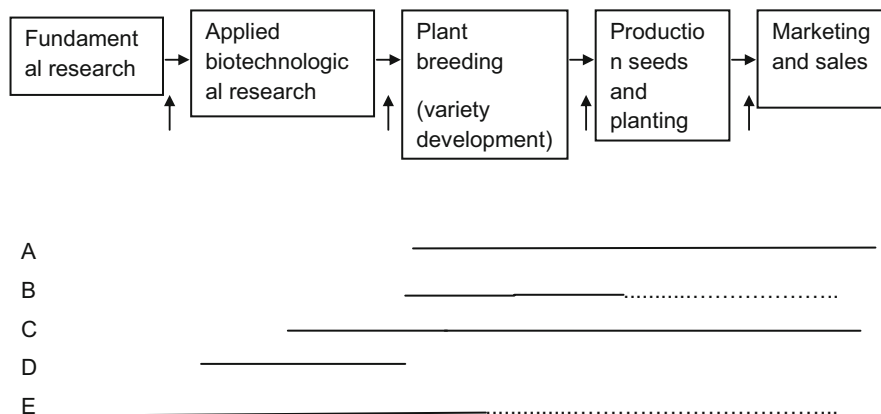 Fundament
al research
Applied
biotechnologic
al research
Plant
breeding
(variety
development)
Productio
n seeds
and
planting
Marketing
and sales
A
B
C
D
E